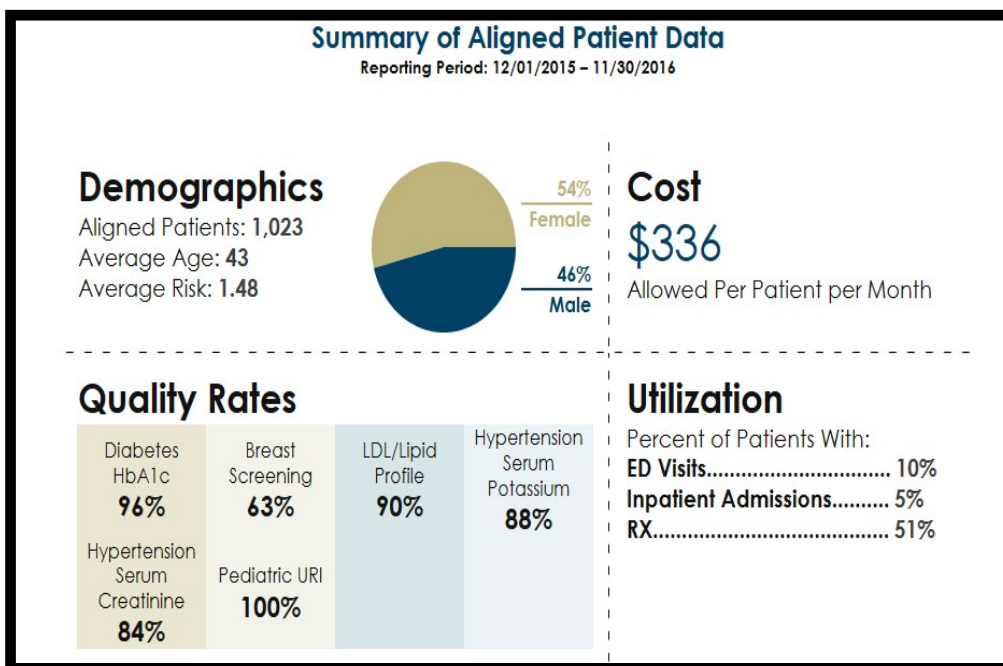 Summary of Aligned Patient Data
Reporting Period: 12/01/2015 – 11/30/2016
Demographics
Aligned Patients: 1,023
Average Age: 43
Average Risk: 1.48
54%
Female
46%
Male
Cost
$336
Allowed Per Patient per Month
Quality Rates
Diabetes
HbA1c
96%
Breast
Screening
63%
LDL/Lipid
Profile
90%
Hypertension
Serum
Potassium
88%
Hypertension
Serum
Creatinine
84%
Pediatric URI
100%
Utilization
Percent of Patients With:
ED Visits................................ 10%
Inpatient Admissions.......... 5%
RX......................................... 51%